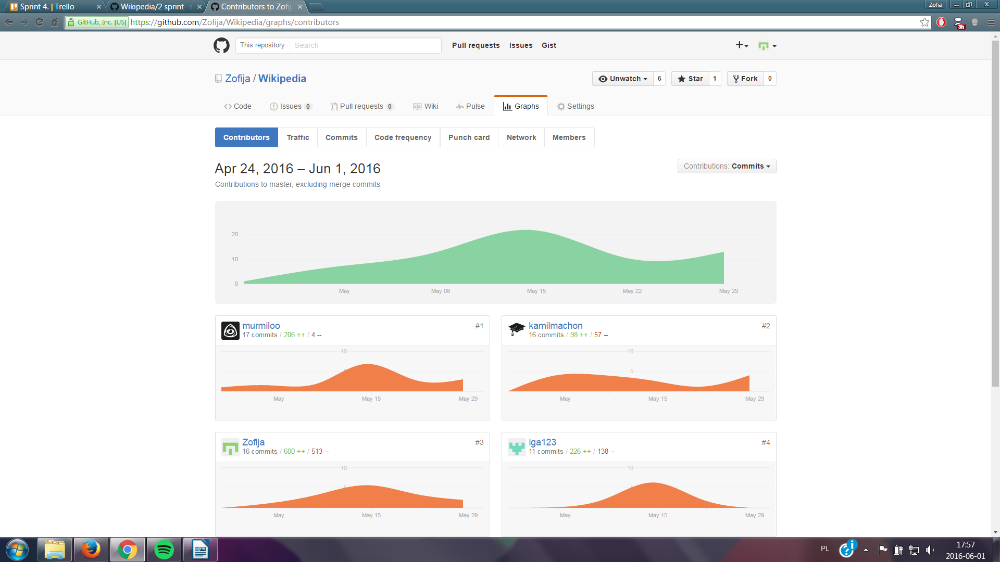 Sprint 4. | Trello
Wikipedia/2 sprint- s
Contributors to Zofij
Zofia
GitHub, Inc. [US]
https://github.com/Zofija/Wikipedia/graphs/contributors
3h
This repository
Search
Pull requests
Issues
Gist
Zofija / Wikipedia
Unwatch 6
Star 1
Fork 0
Code
Issues 0
Pull requests 0
Wiki
Pulse
Graphs
Settings
Contributors
Traffic
Commits
Code frequency
Punch card
Network
Members
Apr 24, 2016 – Jun 1, 2016
Contributions: Commits
Contributions to master, excluding merge commits
20
10
0
May
May 08
May 15
May 22
May 29
murmiloo
#1
17 commits / 206 ++ / 4 --
10
May
May 15
May 29
kamilmachon
#2
16 commits / 98 ++ / 57 --
10
5
May
May 15
May 29
Zofija
#3
16 commits / 600 ++ / 513 --
10
May
May 15
May 29
iga123
#4
11 commits / 226 ++ / 138 --
10
May
May 15
May 29
PL
17:57
2016-06-01